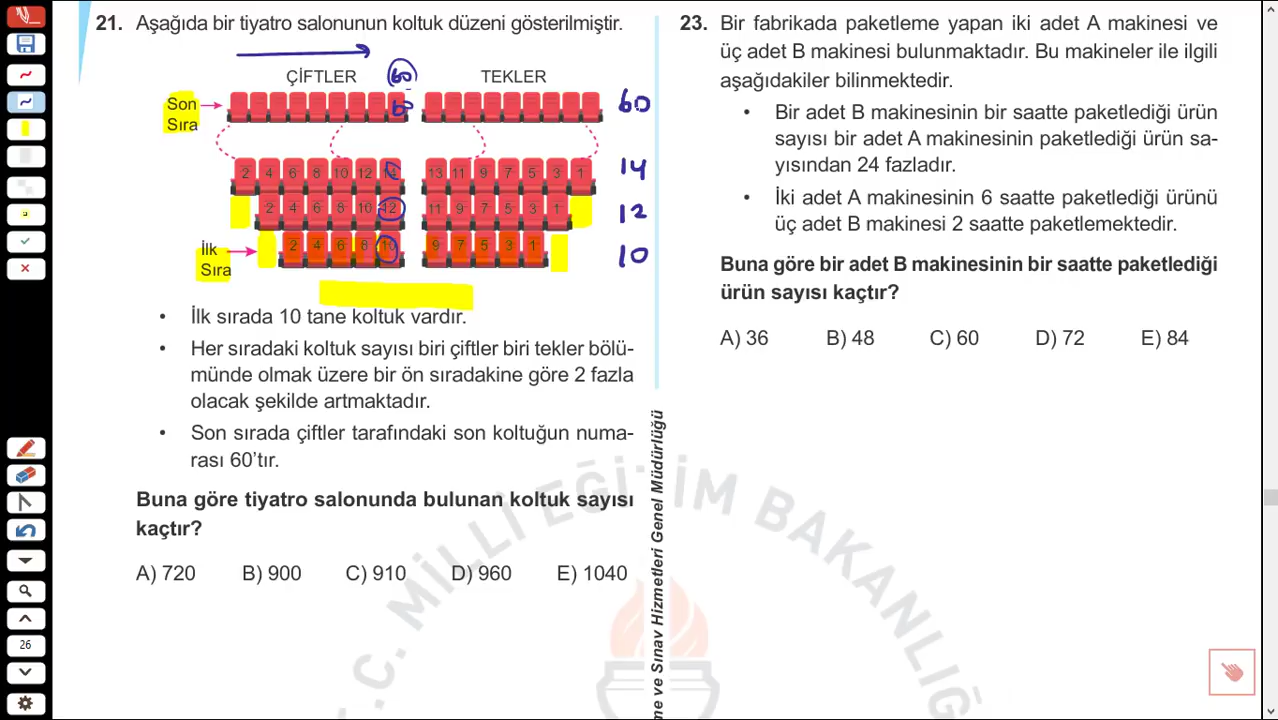 21. Aşağıda bir tiyatro salonunun koltuk düzeni gösterilmiştir.
ÇİFTLER 60 TEKLER
Son
Sıra
60 60
2 4 6 8 10 12 14 13 11 9 7 5 3 1 14
2 4 6 8 10 12 11 9 7 5 3 1 12
İlk
Sıra
2 4 6 8 10 9 7 5 3 1 10
• İlk sırada 10 tane koltuk vardır.
• Her sıradaki koltuk sayısı biri çiftler biri tekler bölü-
münde olmak üzere bir ön sıradakine göre 2 fazla
olacak şekilde artmaktadır.
• Son sırada çiftler tarafındaki son koltuğun numa-
rası 60'tır.
Buna göre tiyatro salonunda bulunan koltuk sayısı
kaçtır?
A) 720 B) 900 C) 910 D) 960 E) 1040
23. Bir fabrikada paketleme yapan iki adet A makinesi ve
üç adet B makinesi bulunmaktadır. Bu makineler ile ilgili
aşağıdakiler bilinmektedir.
• Bir adet B makinesinin bir saatte paketlediği ürün
sayısı bir adet A makinesinin paketlediği ürün sa-
yısından 24 fazladır.
• İki adet A makinesinin 6 saatte paketlediği ürünü
üç adet B makinesi 2 saatte paketlemektedir.
Buna göre bir adet B makinesinin bir saatte paketlediği
ürün sayısı kaçtır?
A) 36 B) 48 C) 60 D) 72 E) 84
me ve Sınav Hizmetleri Genel Müdürlüğü
T.C. MİLLİ EĞİTİM BAKANLIĞ
26